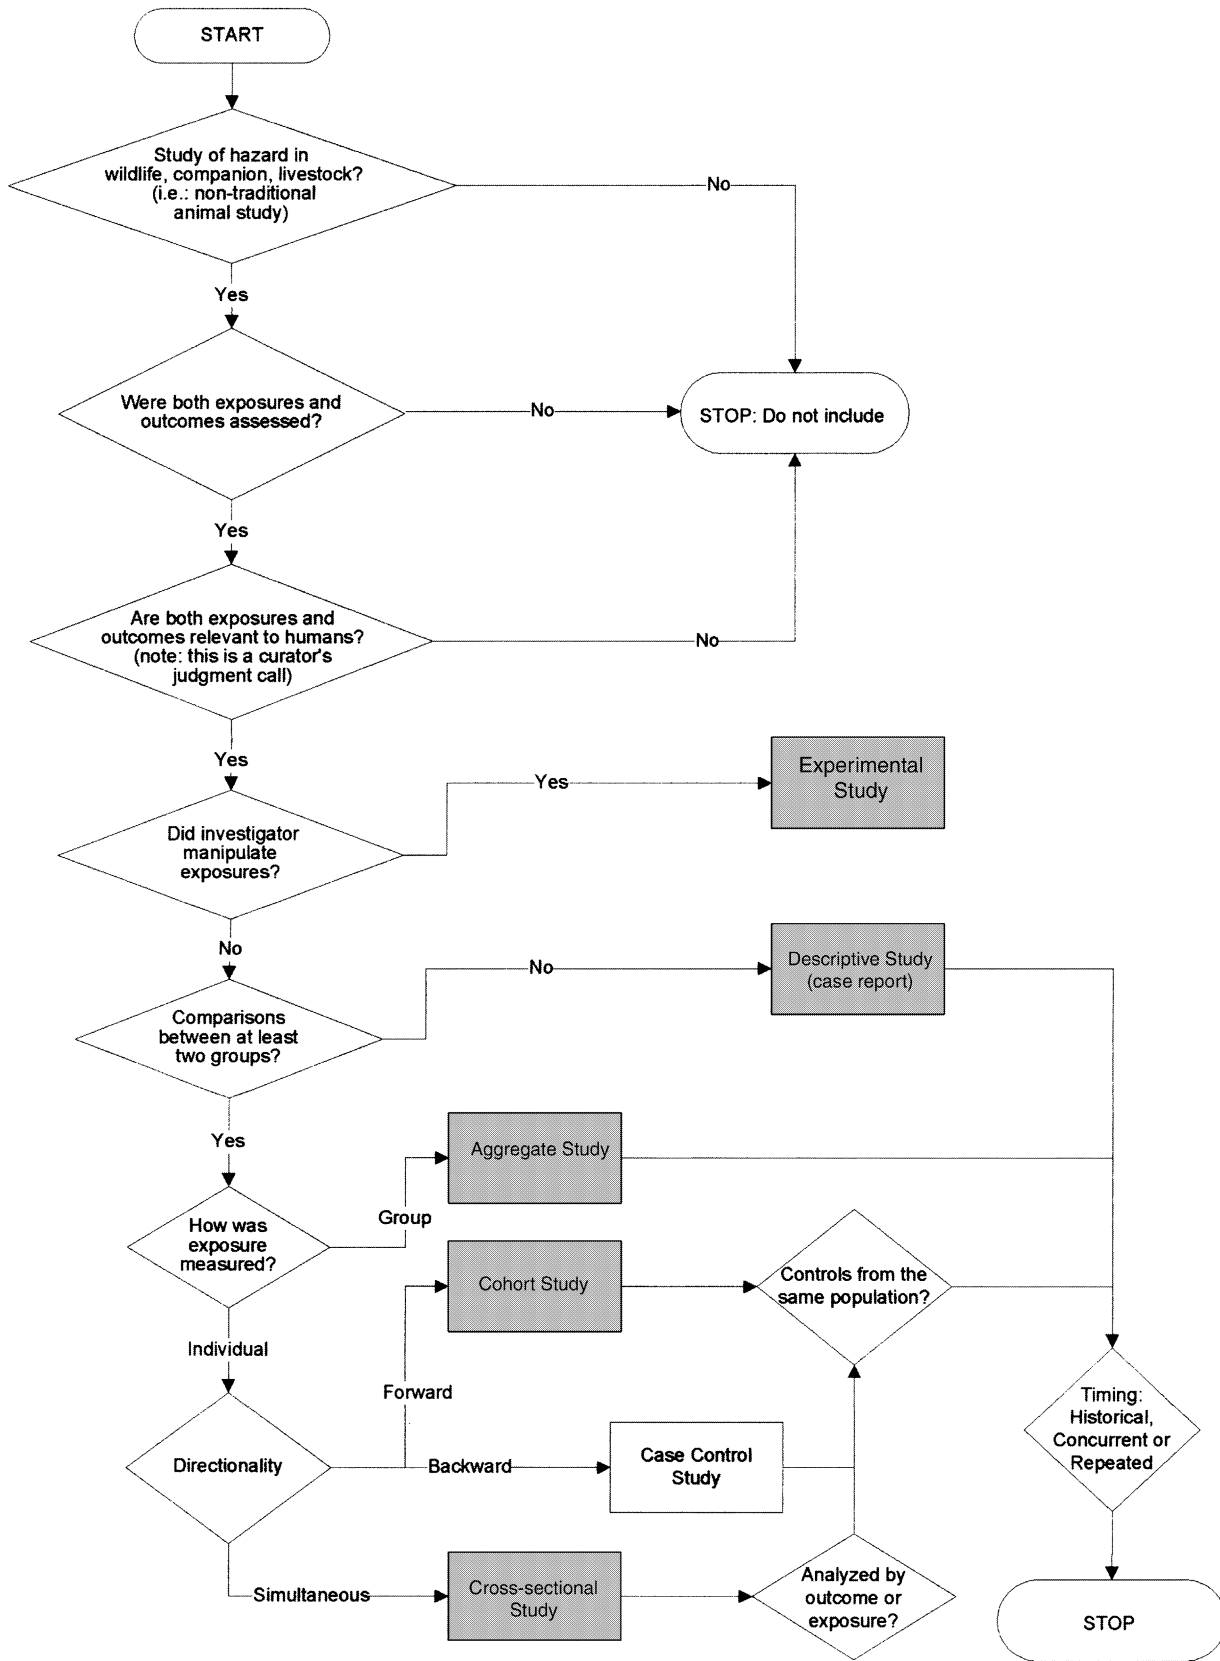 START
Study of hazard in
wildlife, companion, livestock?
(i.e.: non-traditional
animal study)
No
Yes
Were both exposures and
outcomes assessed?
No
STOP: Do not include
Yes
Are both exposures and
outcomes relevant to humans?
(note: this is a curator's
judgment call)
No
Yes
Experimental
Study
Yes
Did investigator
manipulate
exposures?
No
No
Descriptive Study
(case report)
Comparisons
between at least
two groups?
Yes
Aggregate Study
Group
How was
exposure
measured?
Cohort Study
Controls from the
same population?
Individual
Forward
Timing:
Historical,
Concurrent or
Repeated
Directionality
Backward
Case Control
Study
Simultaneous
Cross-sectional
Study
Analyzed by
outcome or
exposure?
STOP